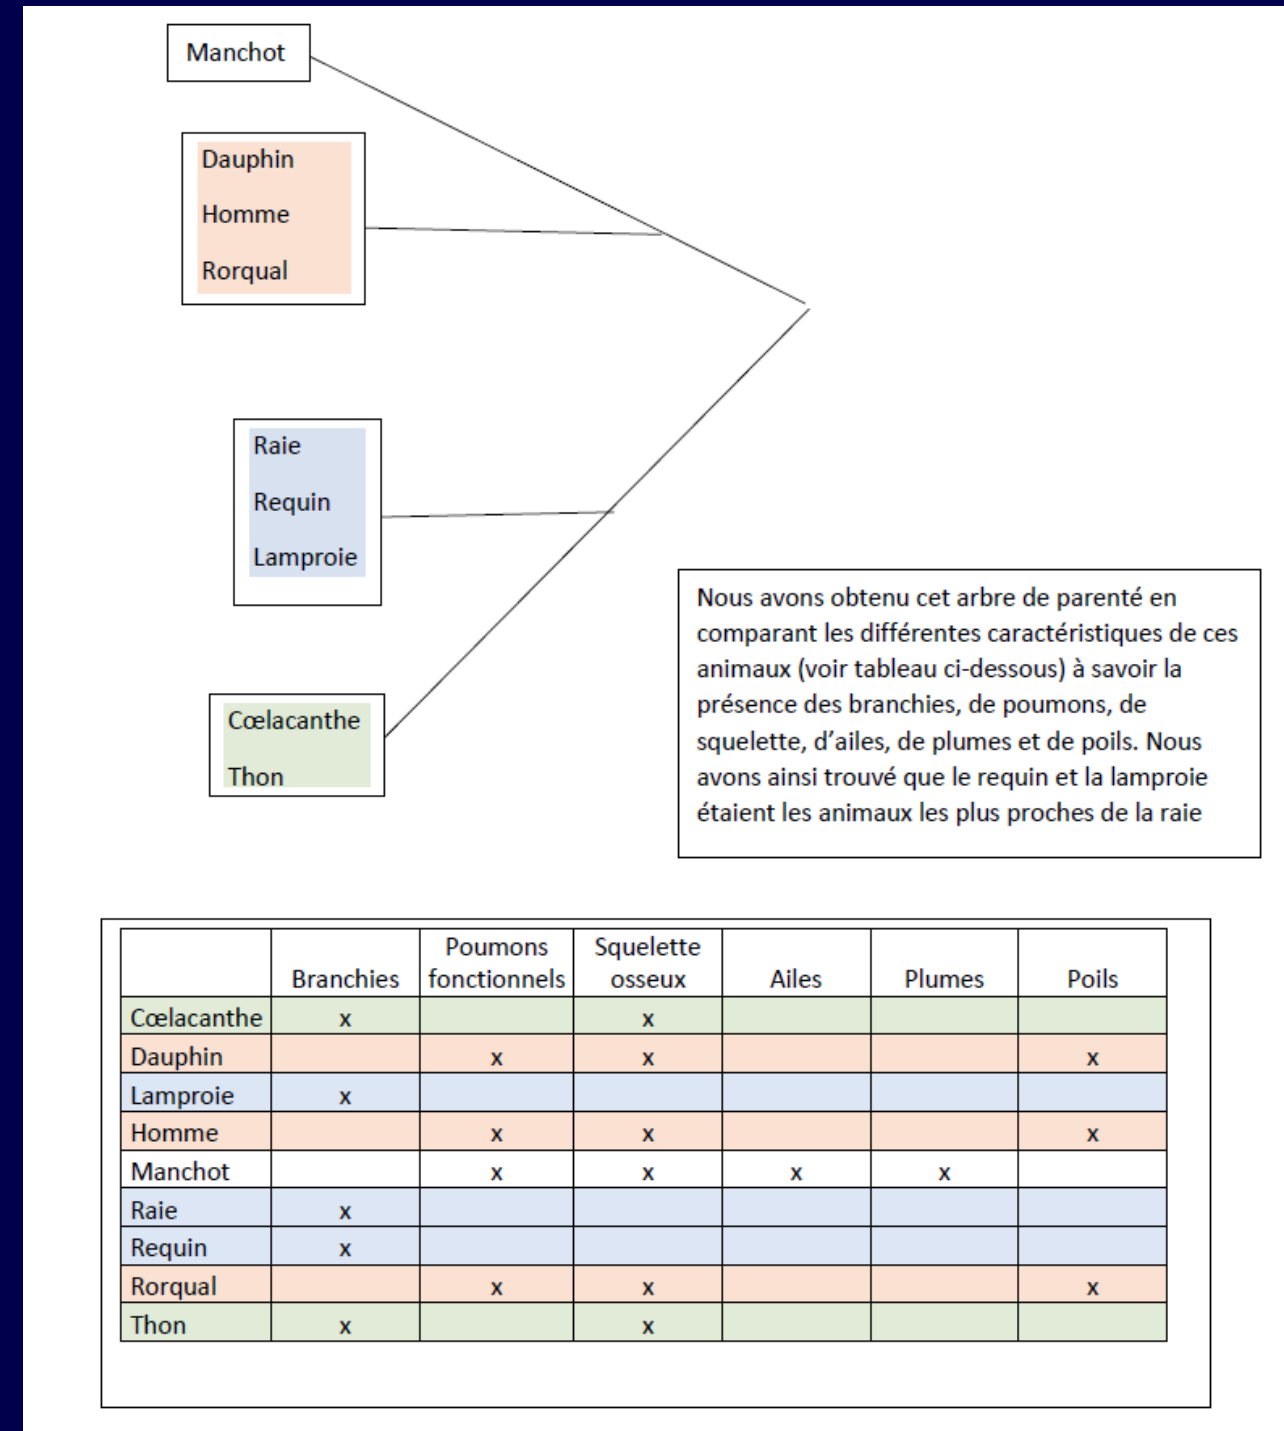 Manchot
Dauphin
Homme
Rorqual
Raie
Requin
Lamproie
Cœlacanthe
Thon
Nous avons obtenu cet arbre de parenté en
comparant les différentes caractéristiques de ces
animaux (voir tableau ci-dessous) à savoir la
présence des branchies, de poumons, de
squelette, d'ailes, de plumes et de poils. Nous
avons ainsi trouvé que le requin et la lamproie
étaient les animaux les plus proches de la raie
Branchies Poumons fonctionnels Squelette osseux Ailes Plumes Poils
Cœlacanthe x x
Dauphin x x x
Lamproie x
Homme x x x
Manchot x x x x
Raie x
Requin x
Rorqual x x x
Thon x x